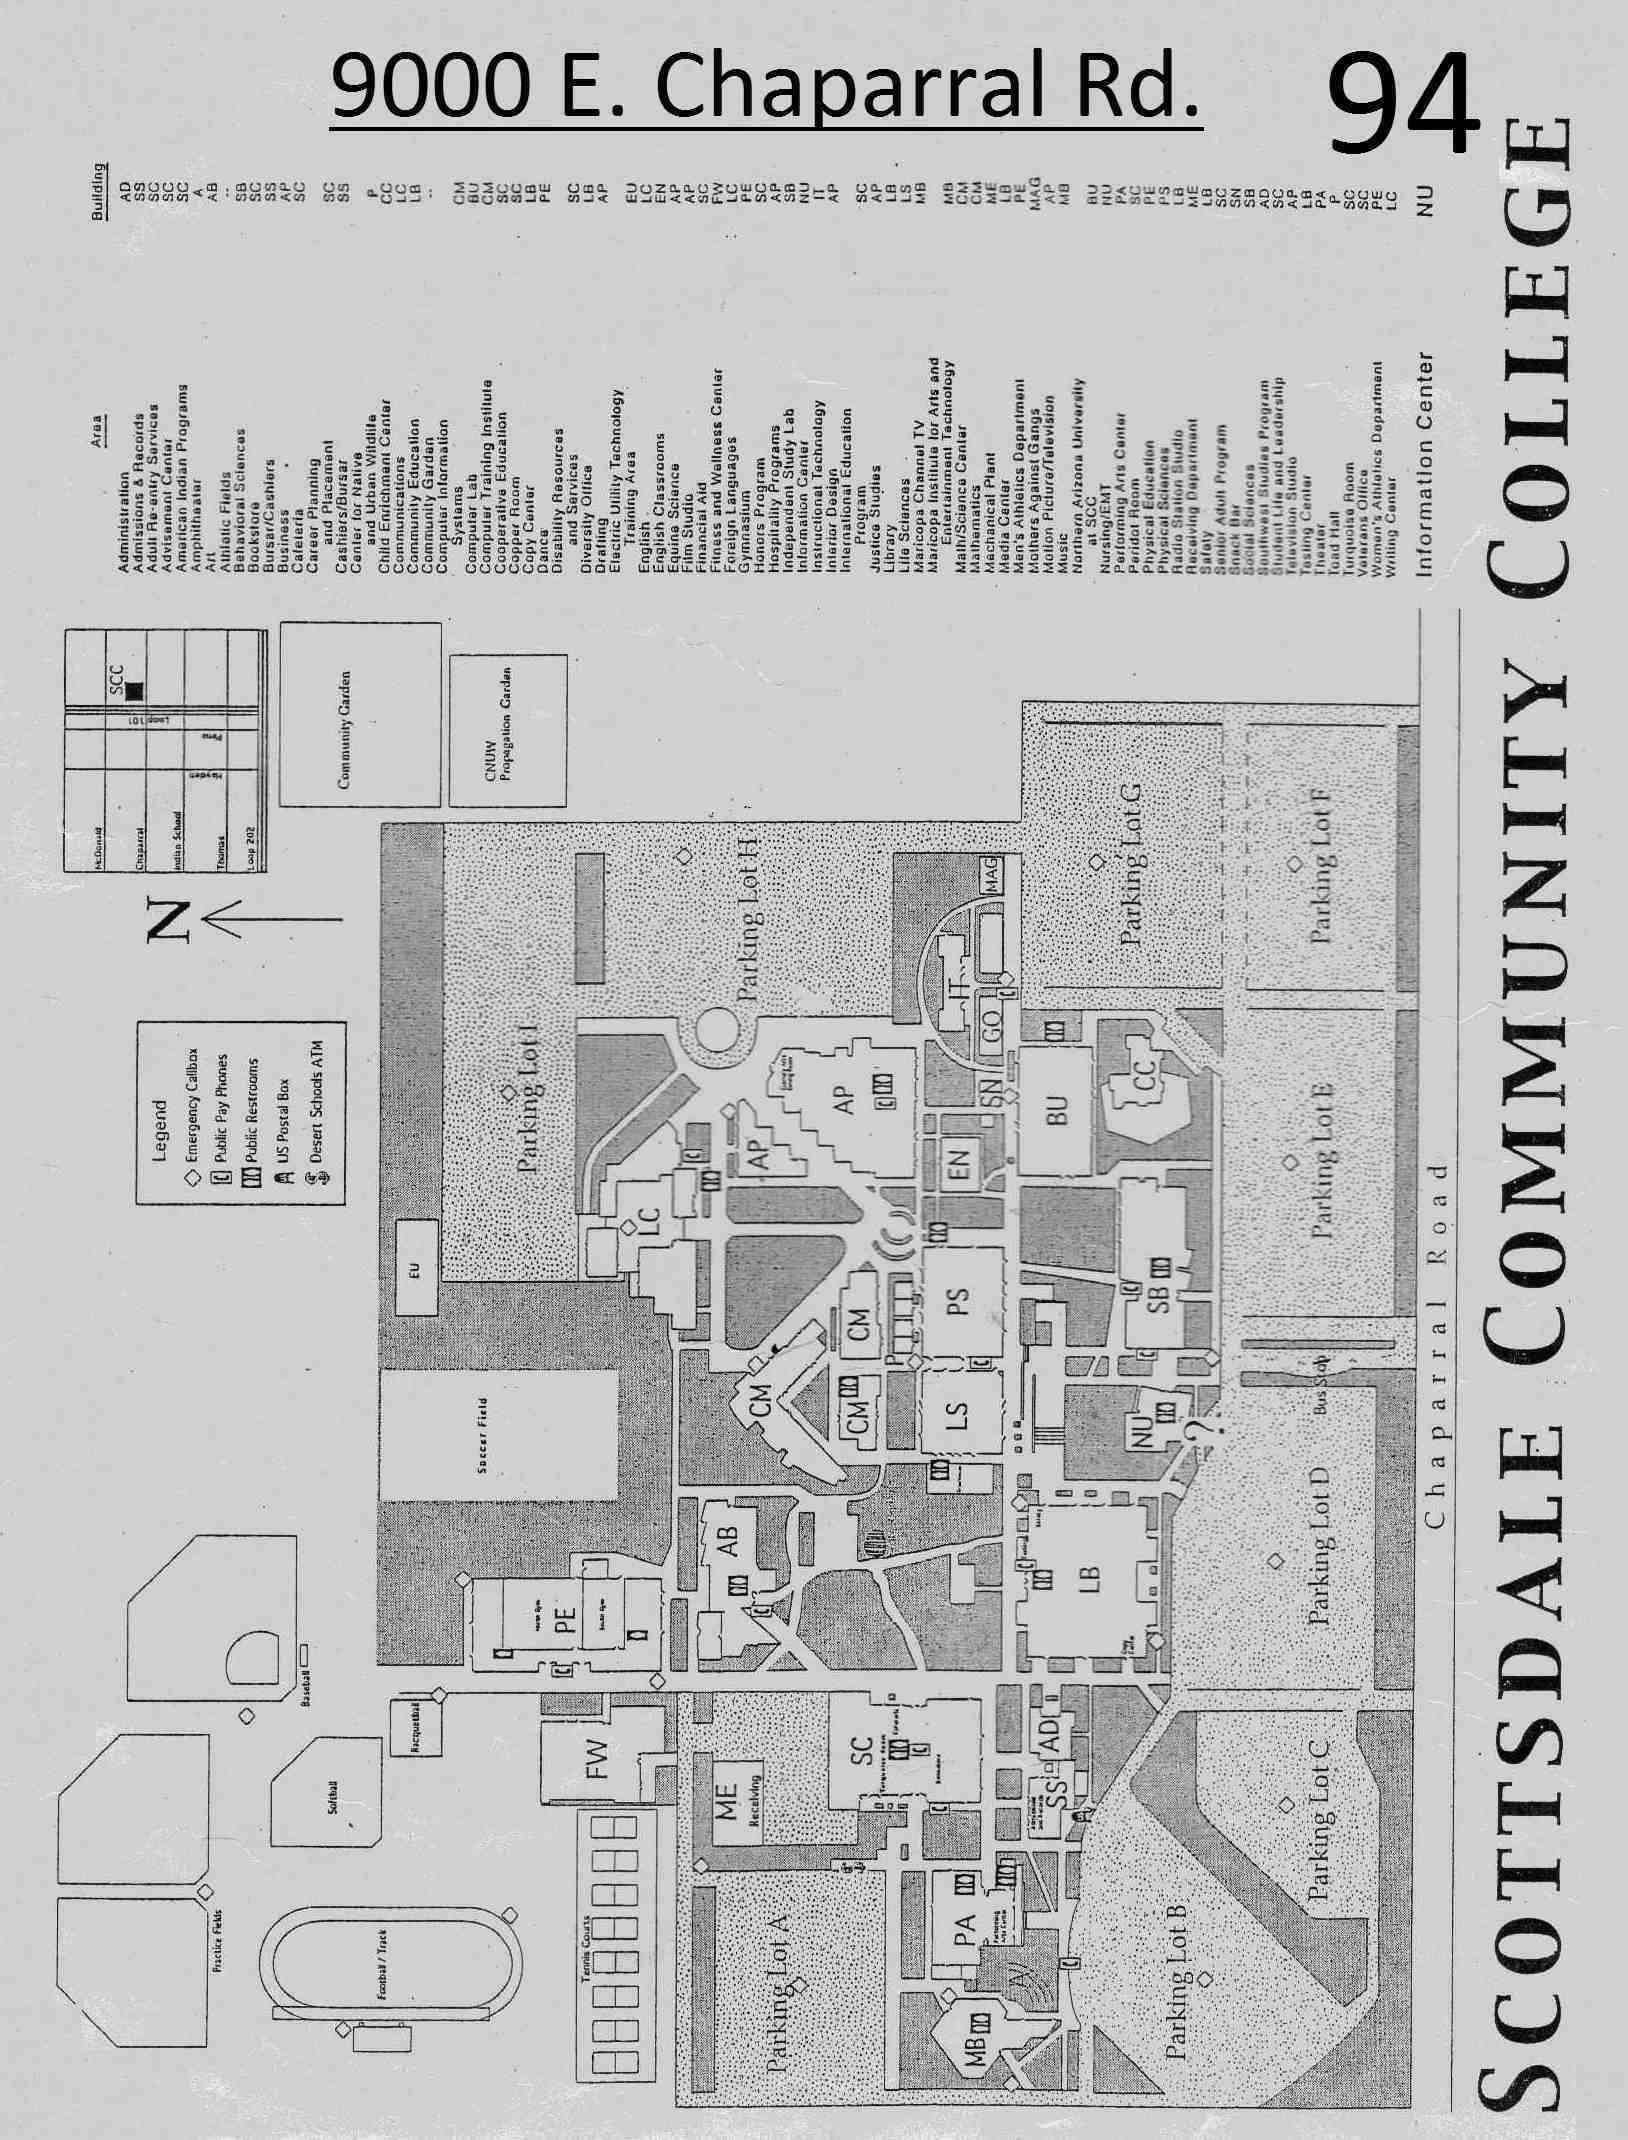 9000 E. Chaparral Rd.
94
SCOTTSDALE COMMUNITY COLLEGE
Area Building
Administration AD
Admissions & Records SS
Adult Re-entry Services SC
Advisement Center SC
American Indian Programs SC
Amphitheater A
Art AB
Athletic Fields --
Behavioral Sciences SB
Bookstore SC
Bursar/Cashiers SS
Business AP
Cafeteria SC
Career Planning
and Placement SC
Cashiers/Bursar SS
Center for Native
and Urban Wildlife P
Child Enrichment Center CC
Communications LC
Community Education LB
Community Garden --
Computer Information
Systems CM
Computer Lab BU
Computer Training Institute CM
Cooperative Education SC
Copper Room SC
Copy Center LB
Dance PE
Disability Resources
and Services SC
Diversity Office LB
Drafting AP
Electric Utility Technology
Training Area EU
English LC
English Classrooms EN
Equine Science AP
Film Studio AP
Financial Aid SC
Fitness and Wellness Center FW
Foreign Languages LC
Gymnasium PE
Honors Program SC
Hospitality Programs AP
Independent Study Lab SB
Information Center NU
Instructional Technology IT
Interior Design AP
International Education
Program SC
Justice Studies AP
Library LB
Life Sciences LS
Maricopa Channel TV MB
Maricopa Institute for Arts and
Entertainment Technology MB
Math/Science Center CM
Mathematics CM
Mechanical Plant ME
Media Center LB
Men's Athletics Department PE
Mothers Against Gangs MAG
Motion Picture/Television AP
Music MB
Northern Arizona University
at SCC BU
Nursing/EMT NU
Performing Arts Center PA
Peridot Room SC
Physical Education PE
Physical Sciences PS
Radio Station Studio LB
Receiving Department ME
Safety LB
Senior Adult Program SC
Snack Bar SN
Social Sciences SB
Southwest Studies Program AD
Student Life and Leadership SC
Television Studio AP
Testing Center LB
Theater PA
Toad Hall P
Turquoise Room SC
Veterans Office SC
Women's Athletics Department PE
Writing Center LC
Information Center NU
McDonald
Chaparral
Indian School
Thomas
Loop 202
Hayden
Pima
Loop 101
SCC
N
Legend
Emergency Callbox
Public Pay Phones
Public Restrooms
US Postal Box
Desert Schools ATM
Community Garden
CNUW
Propagation Garden
Practice Fields
Baseball
Softball
Football / Track
Racquetball
Tennis Courts
Soccer Field
EU
Parking Lot I
Parking Lot H
Parking Lot G
Parking Lot F
Parking Lot E
Parking Lot D
Parking Lot C
Parking Lot B
Parking Lot A
PE
FW
ME
Receiving
AB
LC
AP
AP
CM
CM
CM
P
PS
LS
EN
SN
IT
GO
MAG
BU
CC
SB
NU
?
Bus Stop
LB
SC
Turquoise Room
AD
SS
PA
Performing
Arts Center
A
MB
Chaparral Road